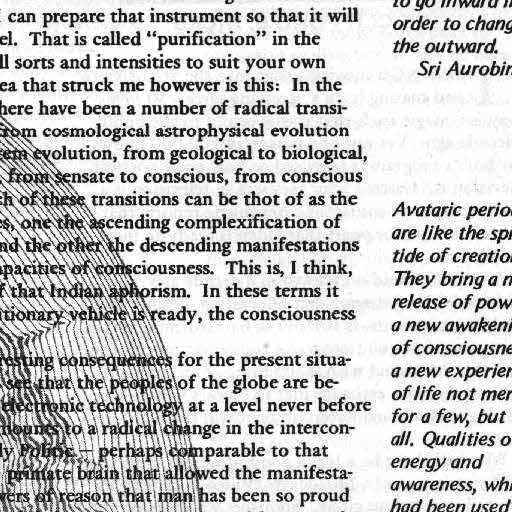 can prepare that instrument so that it will
el. That is called “purification” in the
ll sorts and intensities to suit your own
ea that struck me however is this: In the
here have been a number of radical transi-
from cosmological astrophysical evolution
tem evolution, from geological to biological,
from sensate to conscious, from conscious
ch of these transitions can be thot of as the
es, one the ascending complexification of
nd the other the descending manifestations
apacities of consciousness. This is, I think,
f that Indian aphorism. In these terms it
utionary vehicle is ready, the consciousness
resting consequences for the present situa-
see that the peoples of the globe are be-
electronic technology at a level never before
mounts to a radical change in the intercon-
ly Politic — perhaps comparable to that
primate brain that allowed the manifesta-
wers of reason that man has been so proud
to go inward in
order to chang
the outward.
Sri Aurobin
Avataric perio
are like the spr
tide of creation
They bring a n
release of pow
a new awakeni
of consciousne
a new experien
of life not mer
for a few, but
all. Qualities o
energy and
awareness, whi
had been used